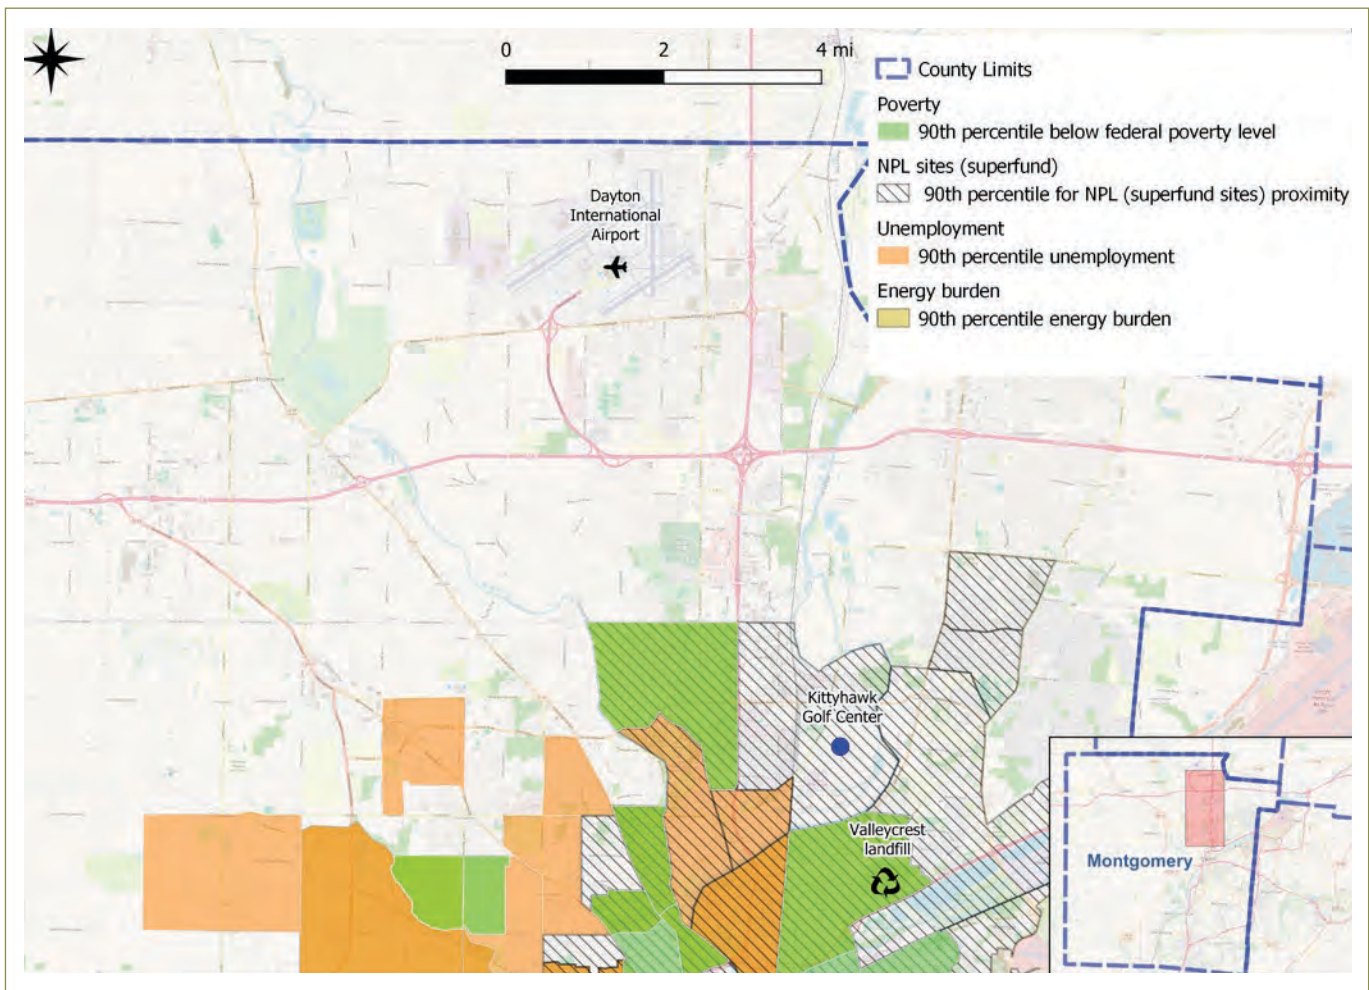 0 2 4 mi
County Limits
Poverty
90th percentile below federal poverty level
NPL sites (superfund)
90th percentile for NPL (superfund sites) proximity
Unemployment
90th percentile unemployment
Energy burden
90th percentile energy burden
Dayton
International
Airport
Kittyhawk
Golf Center
Valleycrest
landfill
Montgomery